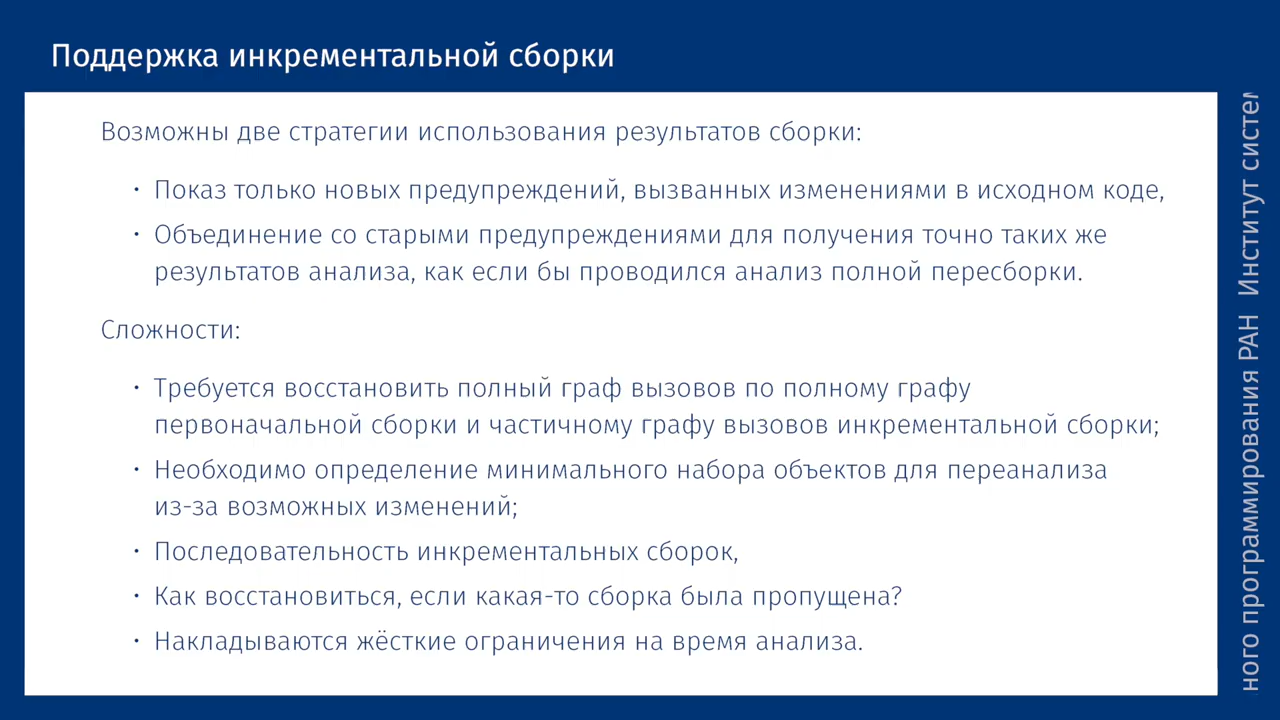 Поддержка инкрементальной сборки
Возможны две стратегии использования результатов сборки:
• Показ только новых предупреждений, вызванных изменениями в исходном коде,
• Объединение со старыми предупреждениями для получения точно таких же
результатов анализа, как если бы проводился анализ полной пересборки.
Сложности:
• Требуется восстановить полный граф вызовов по полному графу
первоначальной сборки и частичному графу вызовов инкрементальной сборки;
• Необходимо определение минимального набора объектов для переанализа
из-за возможных изменений;
• Последовательность инкрементальных сборок,
• Как восстановиться, если какая-то сборка была пропущена?
• Накладываются жёсткие ограничения на время анализа.
ного программирования РАН Институт систем